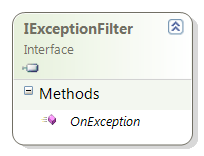 IExceptionFilter
Interface
Methods
OnException